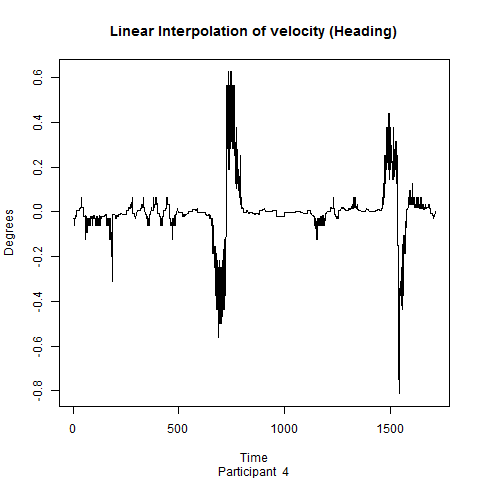 Linear Interpolation of velocity (Heading)
Degrees
0.6
0.4
0.2
0.0
-0.2
-0.4
-0.6
-0.8
0 500 1000 1500
Time
Participant 4